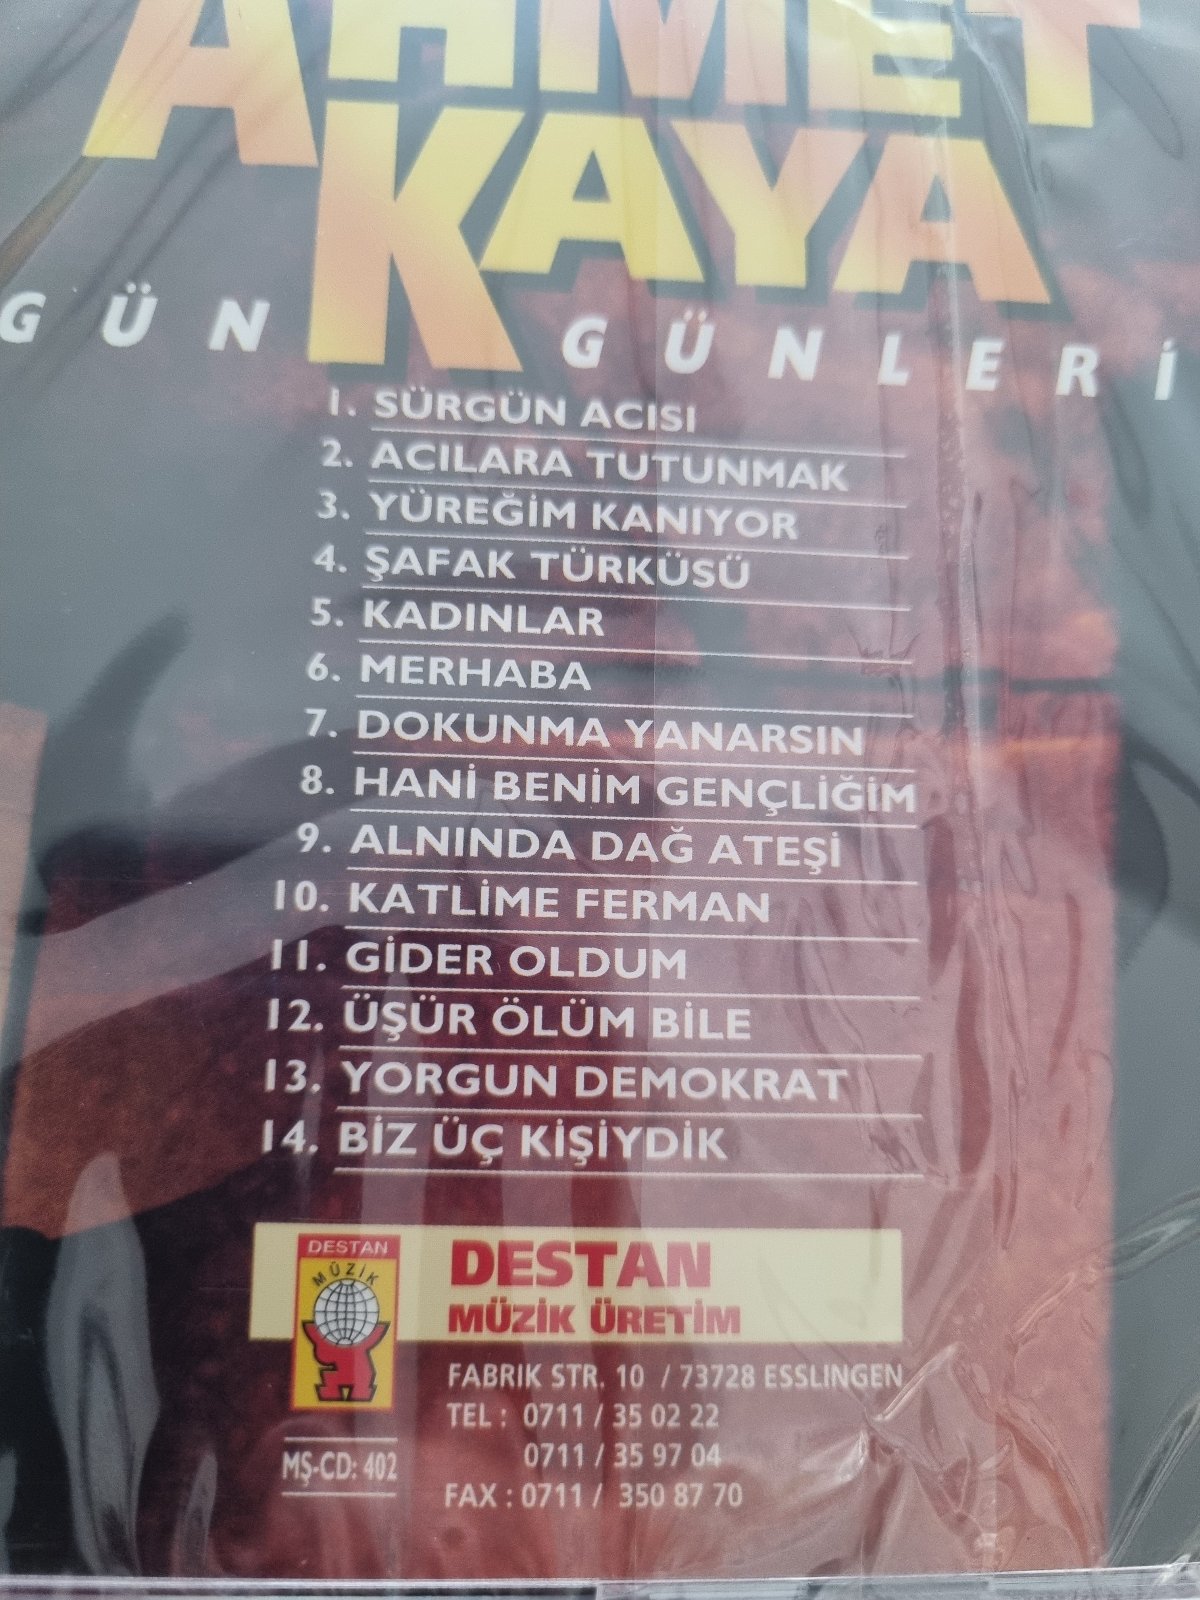 AHMET
KAYA
GÜN GÜNLERİ
1. SÜRGÜN ACISI
2. ACILARA TUTUNMAK
3. YÜREĞİM KANIYOR
4. ŞAFAK TÜRKÜSÜ
5. KADINLAR
6. MERHABA
7. DOKUNMA YANARSIN
8. HANİ BENİM GENÇLİĞİM
9. ALNINDA DAĞ ATEŞİ
10. KATLİME FERMAN
11. GİDER OLDUM
12. ÜŞÜR ÖLÜM BİLE
13. YORGUN DEMOKRAT
14. BİZ ÜÇ KİŞİYDİK
DESTAN
MÜZİK
DESTAN
MÜZİK ÜRETİM
FABRIK STR. 10 / 73728 ESSLINGEN
TEL : 0711 / 35 02 22
0711 / 35 97 04
FAX : 0711 / 350 87 70
MŞ-CD: 402